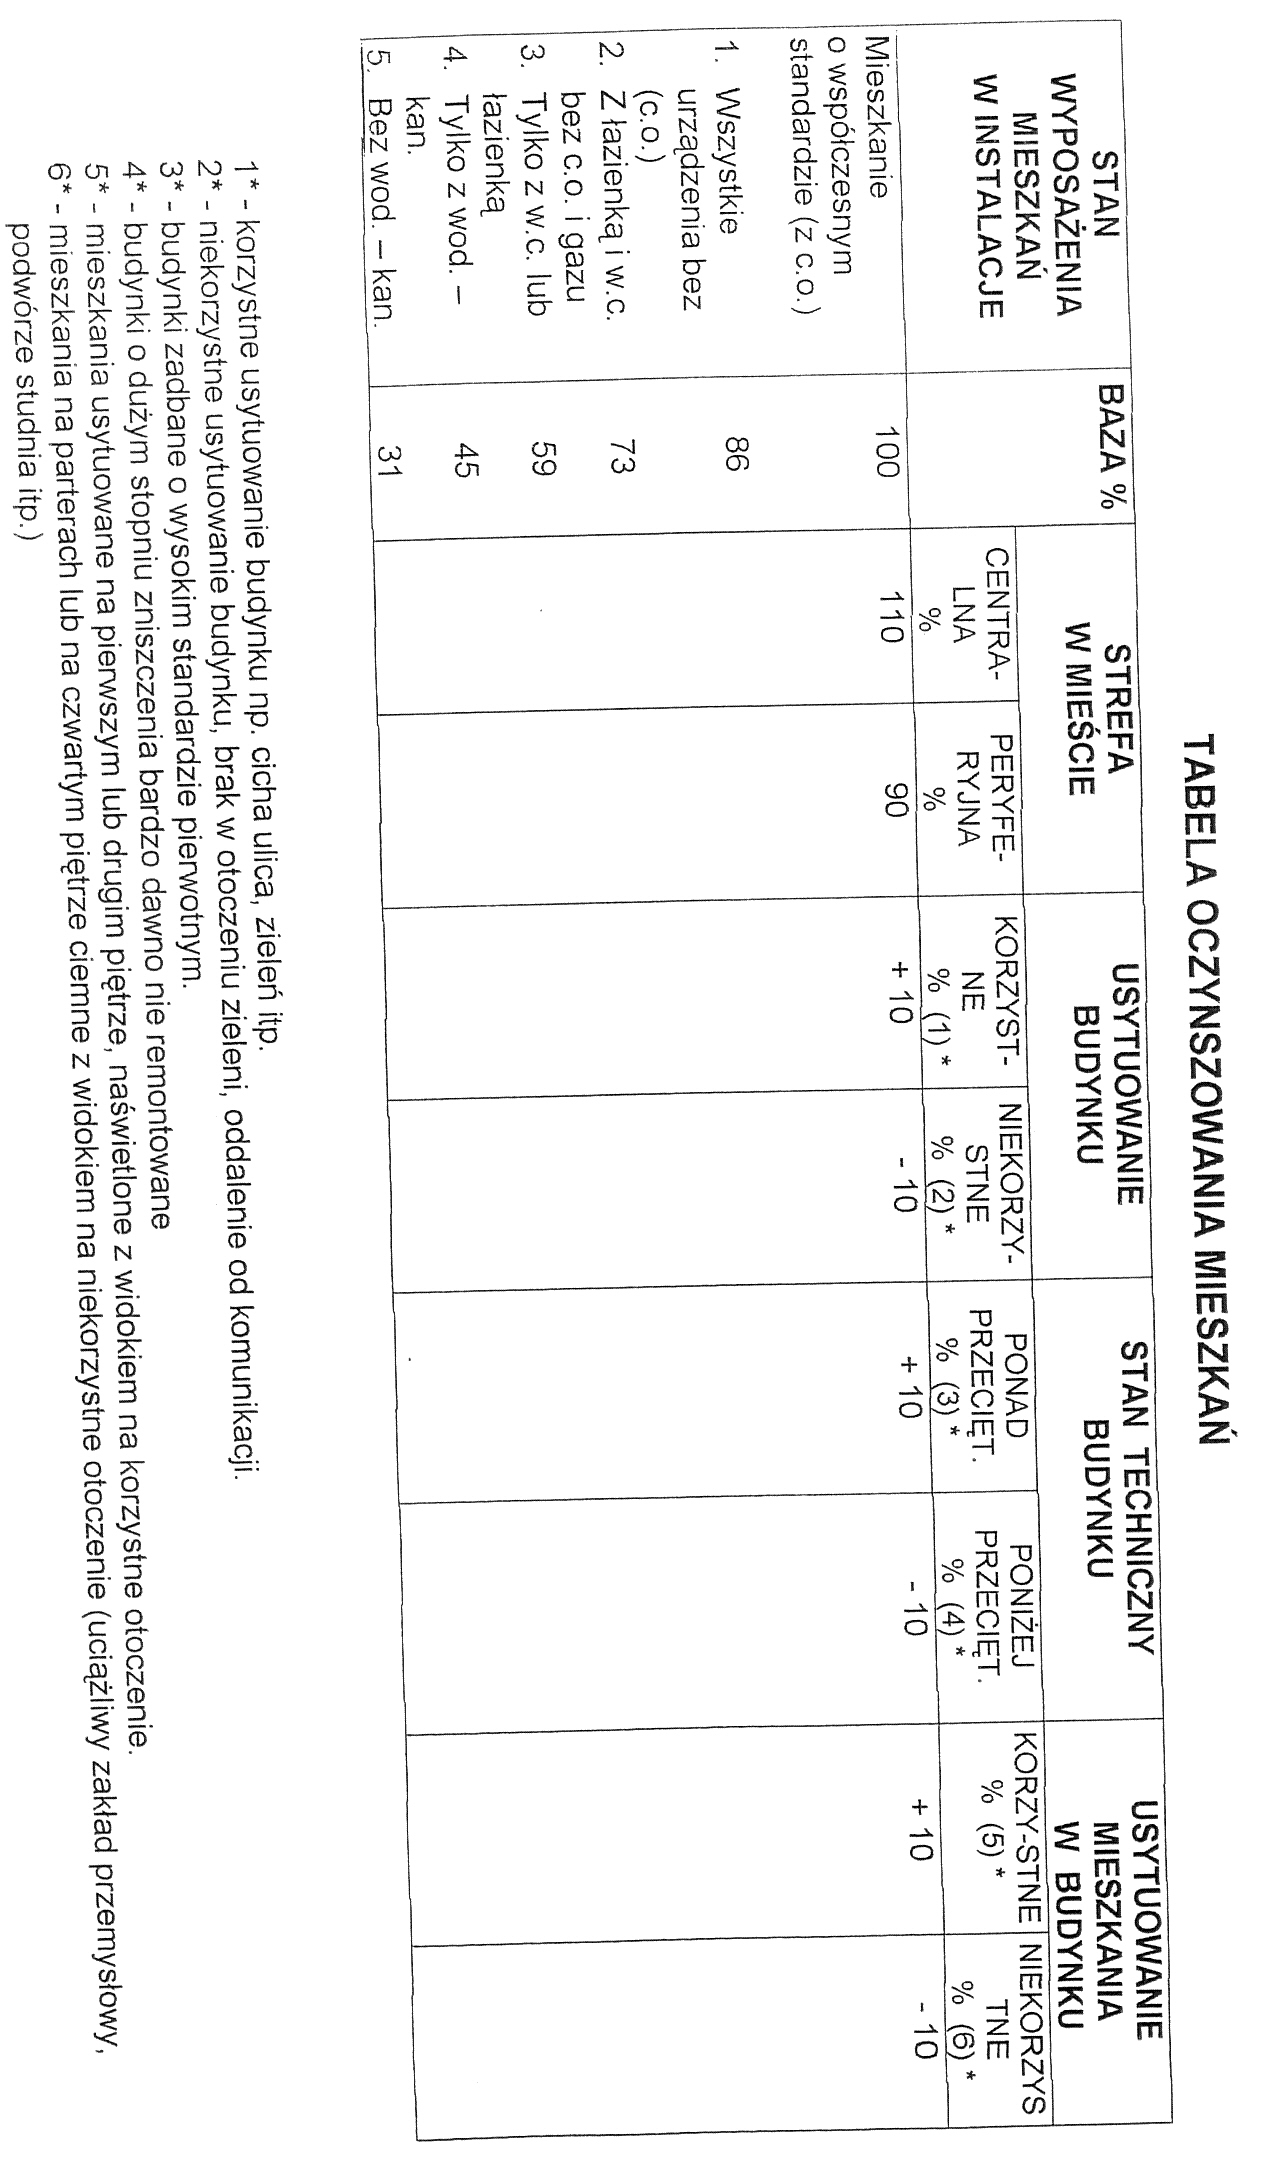 TABELA OCZYNSZOWANIA MIESZKAŃ
STAN
WYPOSAŻENIA
MIESZKAŃ
W INSTALACJE
BAZA %
STREFA
W MIEŚCIE
USYTUOWANIE
BUDYNKU
STAN TECHNICZNY
BUDYNKU
USYTUOWANIE
MIESZKANIA
W BUDYNKU
CENTRA-
LNA
%
PERYFE-
RYJNA
%
KORZYST-
NE
% (1) *
NIEKORZY-
STNE
% (2) *
PONAD
PRZECIĘT.
% (3) *
PONIŻEJ
PRZECIĘT.
% (4) *
KORZY-STNE
% (5) *
NIEKORZYS
TNE
% (6) *
Mieszkanie
o współczesnym
standardzie (z c.o.)
100
110
90
+ 10
- 10
+ 10
- 10
+ 10
- 10
1. Wszystkie
urządzenia bez
(c.o.)
86
2. Z łazienką i w.c.
bez c.o. i gazu
73
3. Tylko z w.c. lub
łazienką
59
4. Tylko z wod. –
kan.
45
5. Bez wod. – kan.
31
1* - korzystne usytuowanie budynku np. cicha ulica, zieleń itp.
2* - niekorzystne usytuowanie budynku, brak w otoczeniu zieleni, oddalenie od komunikacji.
3* - budynki zadbane o wysokim standardzie pierwotnym.
4* - budynki o dużym stopniu zniszczenia bardzo dawno nie remontowane
5* - mieszkania usytuowane na pierwszym lub drugim piętrze, naświetlone z widokiem na korzystne otoczenie.
6* - mieszkania na parterach lub na czwartym piętrze ciemne z widokiem na niekorzystne otoczenie (uciążliwy zakład przemysłowy,
podwórze studnia itp.)